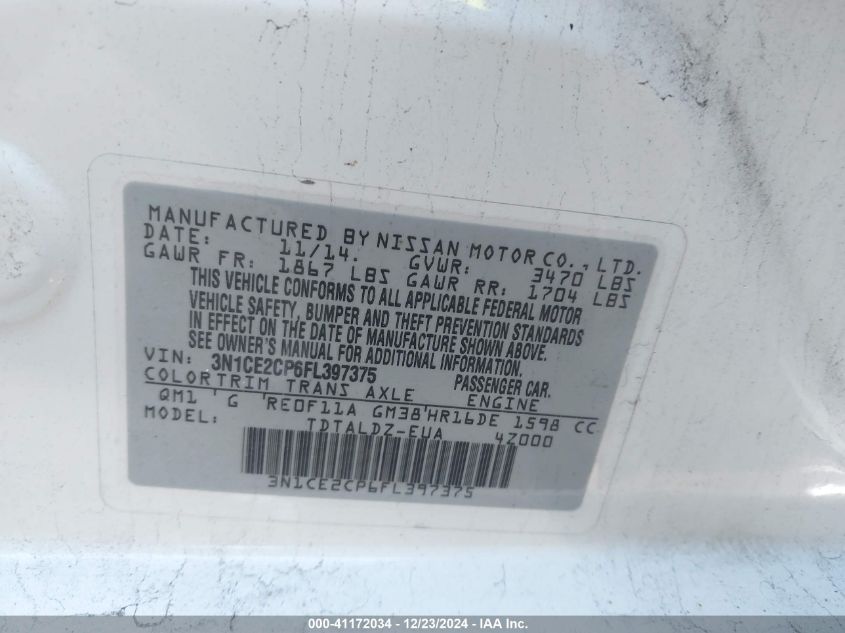 MANUFACTURED BY NISSAN MOTOR CO., LTD.
DATE: 11/14. GVWR: 3470 LBS
GAWR FR: 1867 LBS GAWR RR: 1704 LBS
THIS VEHICLE CONFORMS TO ALL APPLICABLE FEDERAL MOTOR
VEHICLE SAFETY, BUMPER AND THEFT PREVENTION STANDARDS
IN EFFECT ON THE DATE OF MANUFACTURE SHOWN ABOVE.
SEE OWNER'S MANUAL FOR ADDITIONAL INFORMATION.
VIN: 3N1CE2CP6FL397375 PASSENGER CAR.
COLORTRIM TRANS AXLE ENGINE
QM1 'G 'RE0F11A GM38'HR16DE 1598 CC
MODEL: TDTALDZ-EUA 4Z000
3N1CE2CP6FL397375
000-41172034 - 12/23/2024 - IAA Inc.